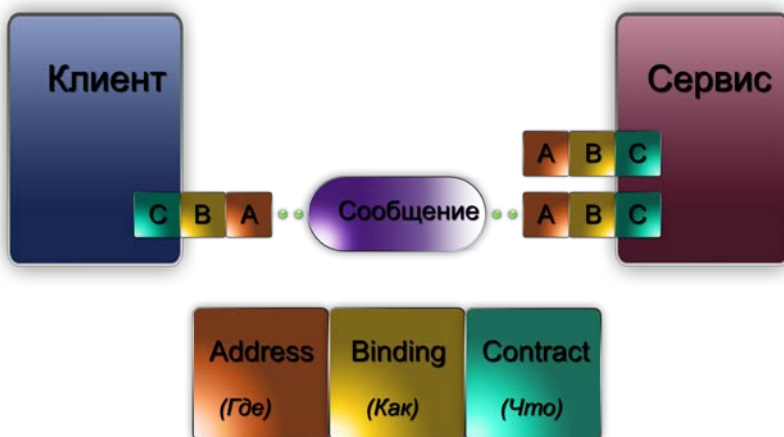 Клиент
Сервис
A B C
C B A
Сообщение
A B C
Address
Binding
Contract
(Где)
(Как)
(Что)